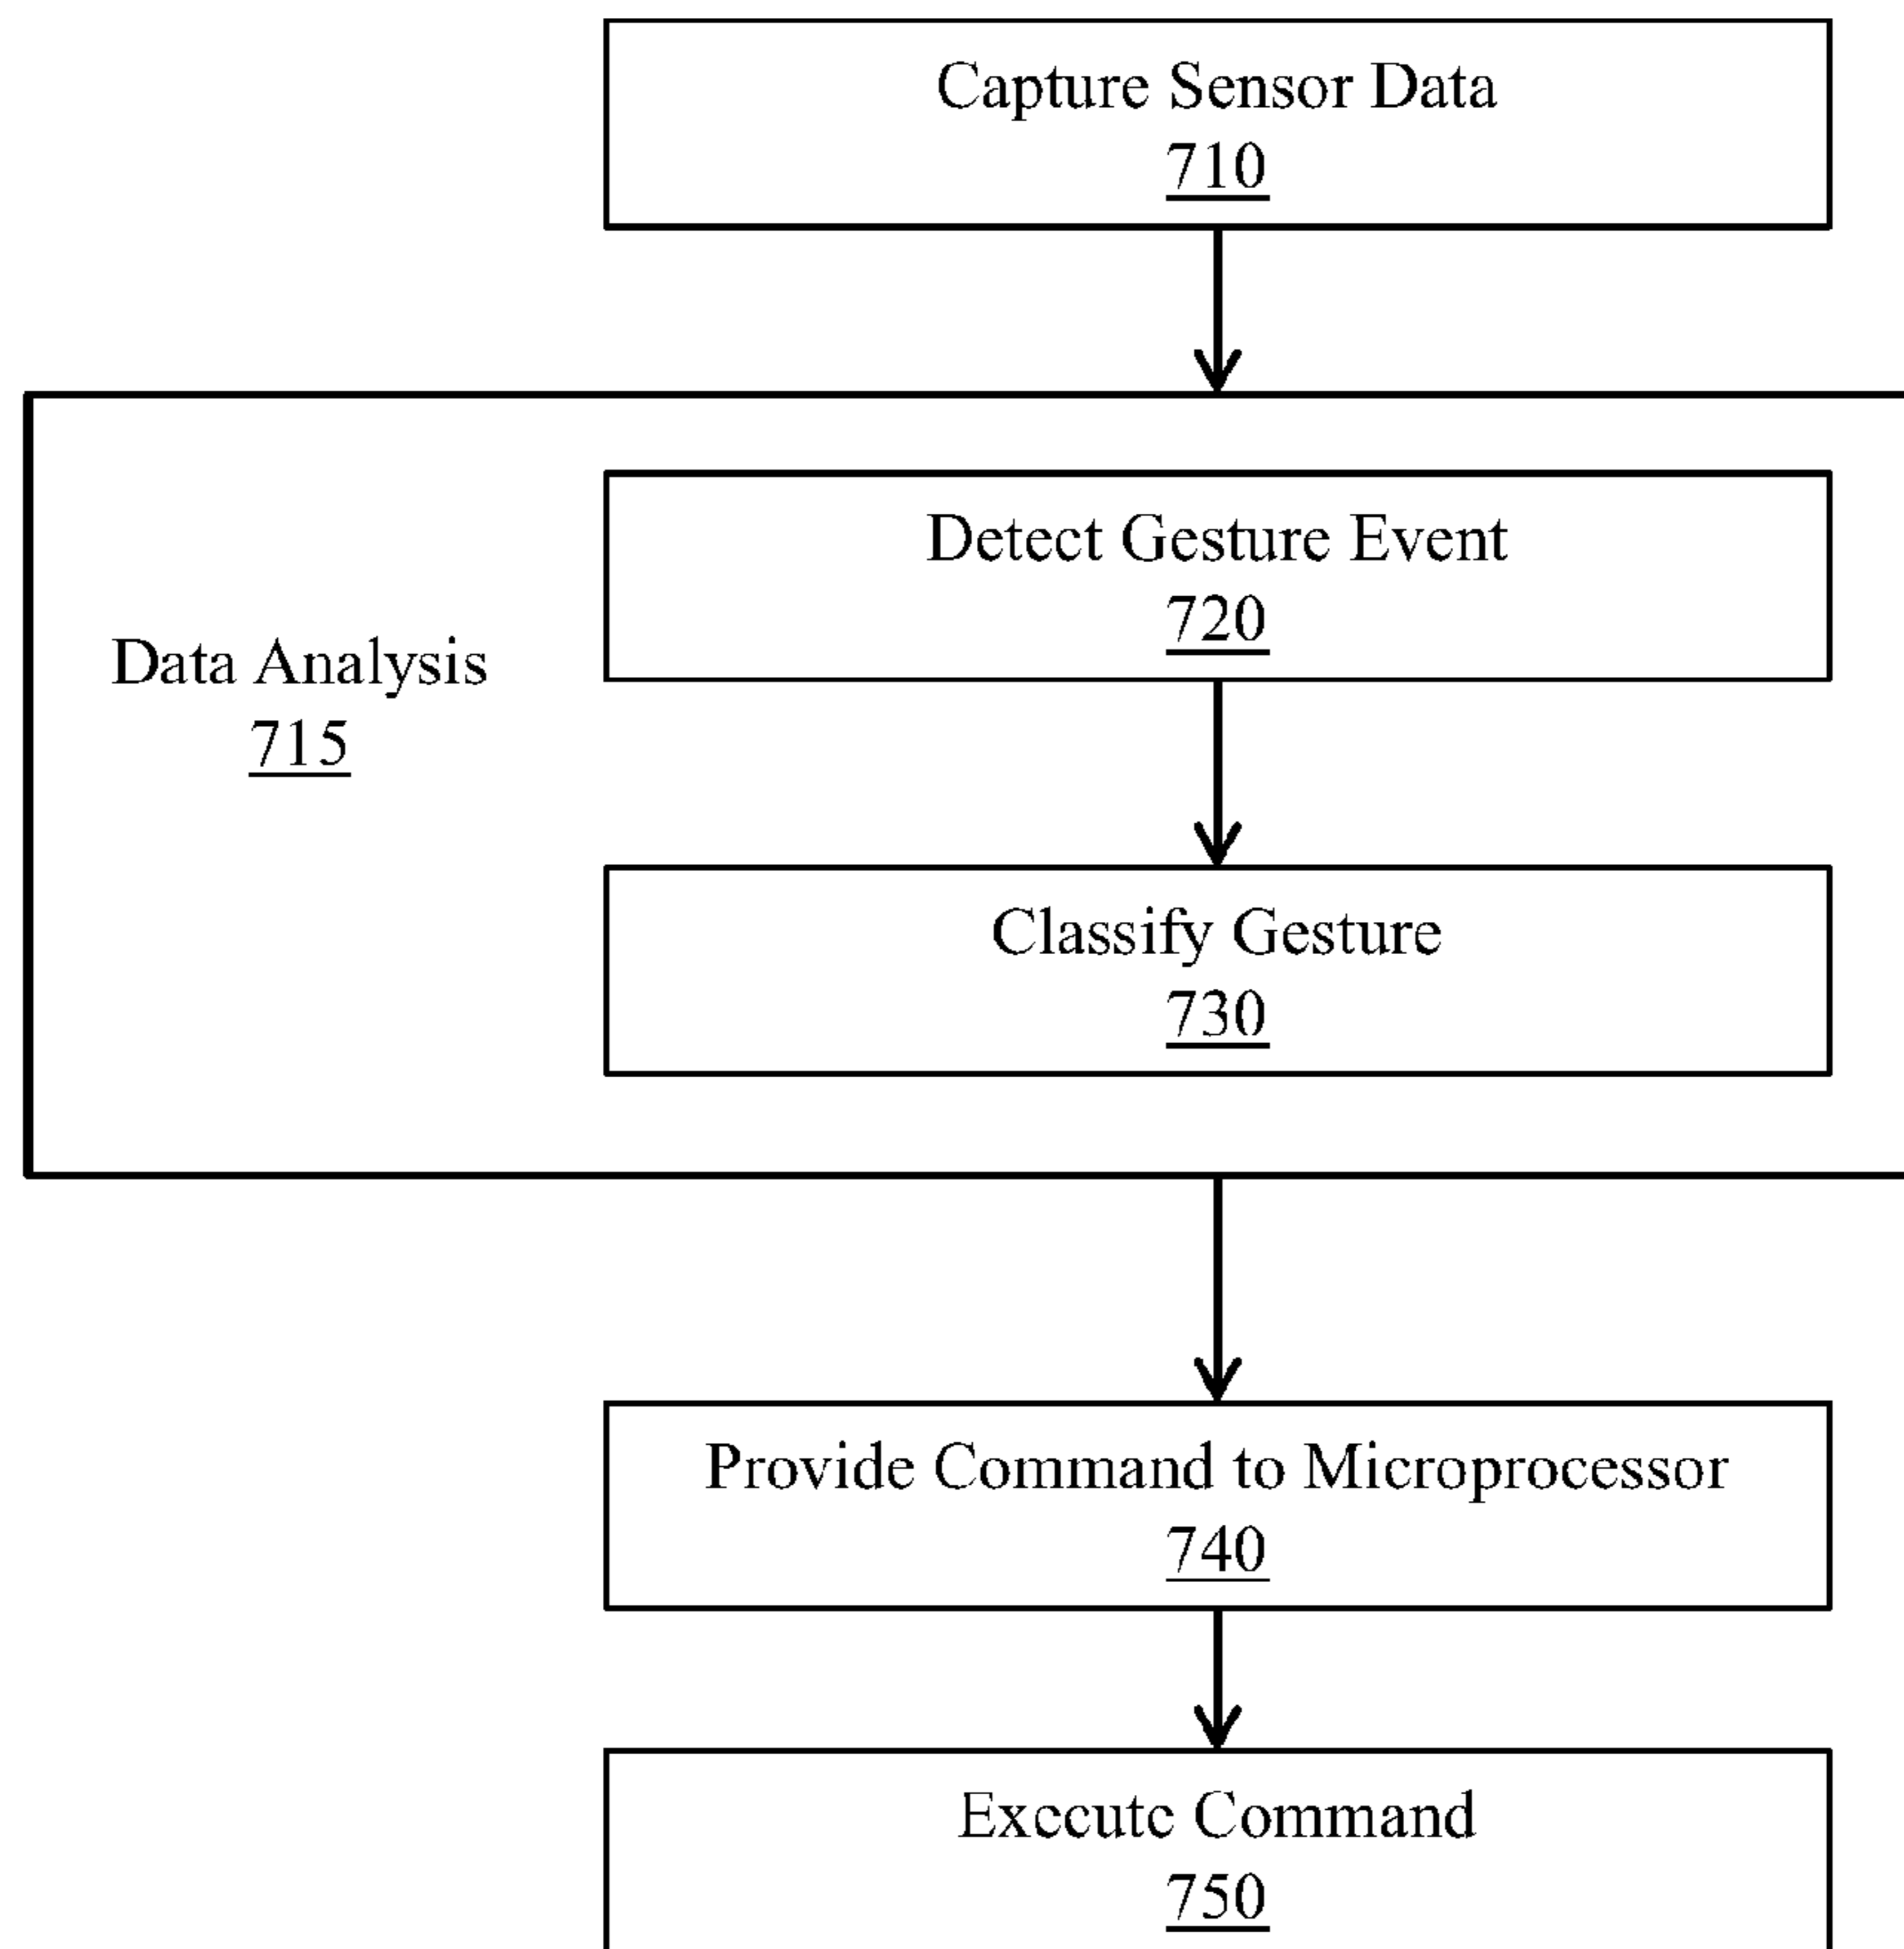 Capture Sensor Data
710
Detect Gesture Event
720
Data Analysis
715
Classify Gesture
730
Provide Command to Microprocessor
740
Execute Command
750